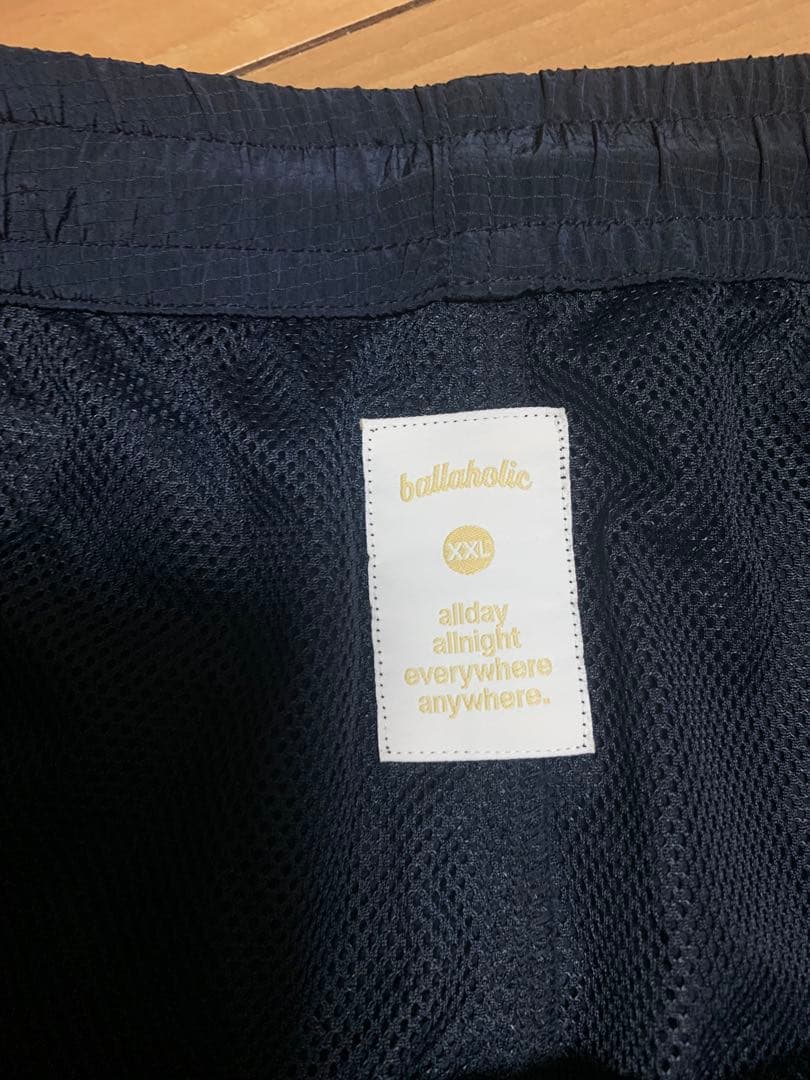 ballaholic
XXL
allday
allnight
everywhere
anywhere.